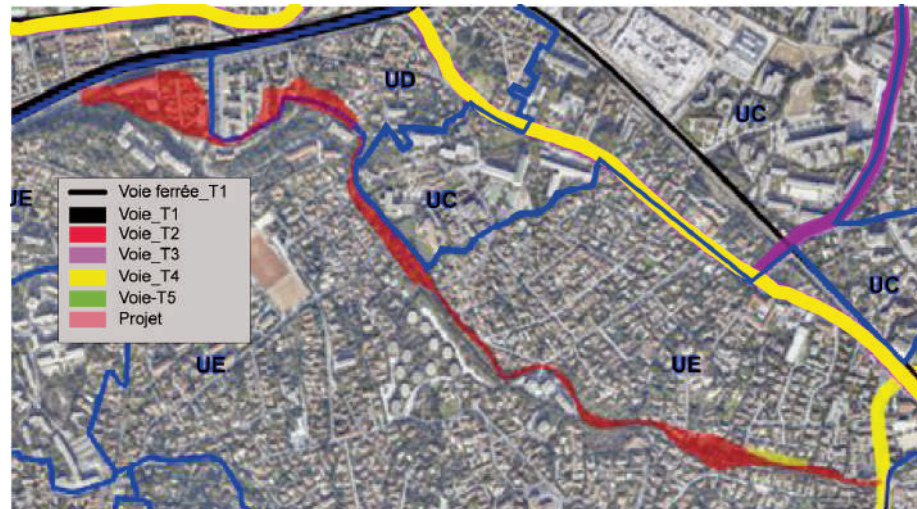 UD
UC
UE
Voie ferrée_T1
Voie_T1
Voie_T2
Voie_T3
Voie_T4
Voie-T5
Projet
UC
UC
UE
UE